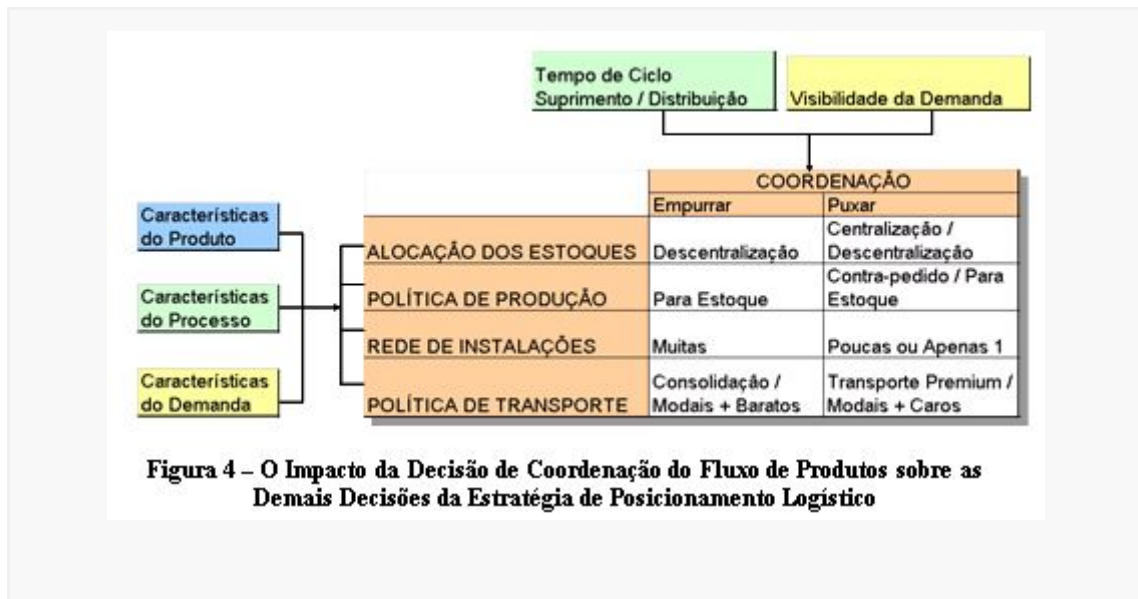 Tempo de Ciclo
Suprimento / Distribuição
Visibilidade da Demanda
COORDENAÇÃO
Empurrar
Puxar
Características
do Produto
Características
do Processo
Características
do Demanda
ALOCAÇÃO DOS ESTOQUES
Descentralização
Centralização /
Descentralização
POLÍTICA DE PRODUÇÃO
Para Estoque
Contra-pedido / Para
Estoque
REDE DE INSTALAÇÕES
Muitas
Poucas ou Apenas 1
POLÍTICA DE TRANSPORTE
Consolidação /
Modais + Baratos
Transporte Premium /
Modais + Caros
Figura 4 – O Impacto da Decisão de Coordenação do Fluxo de Produtos sobre as
Demais Decisões da Estratégia de Posicionamento Logístico